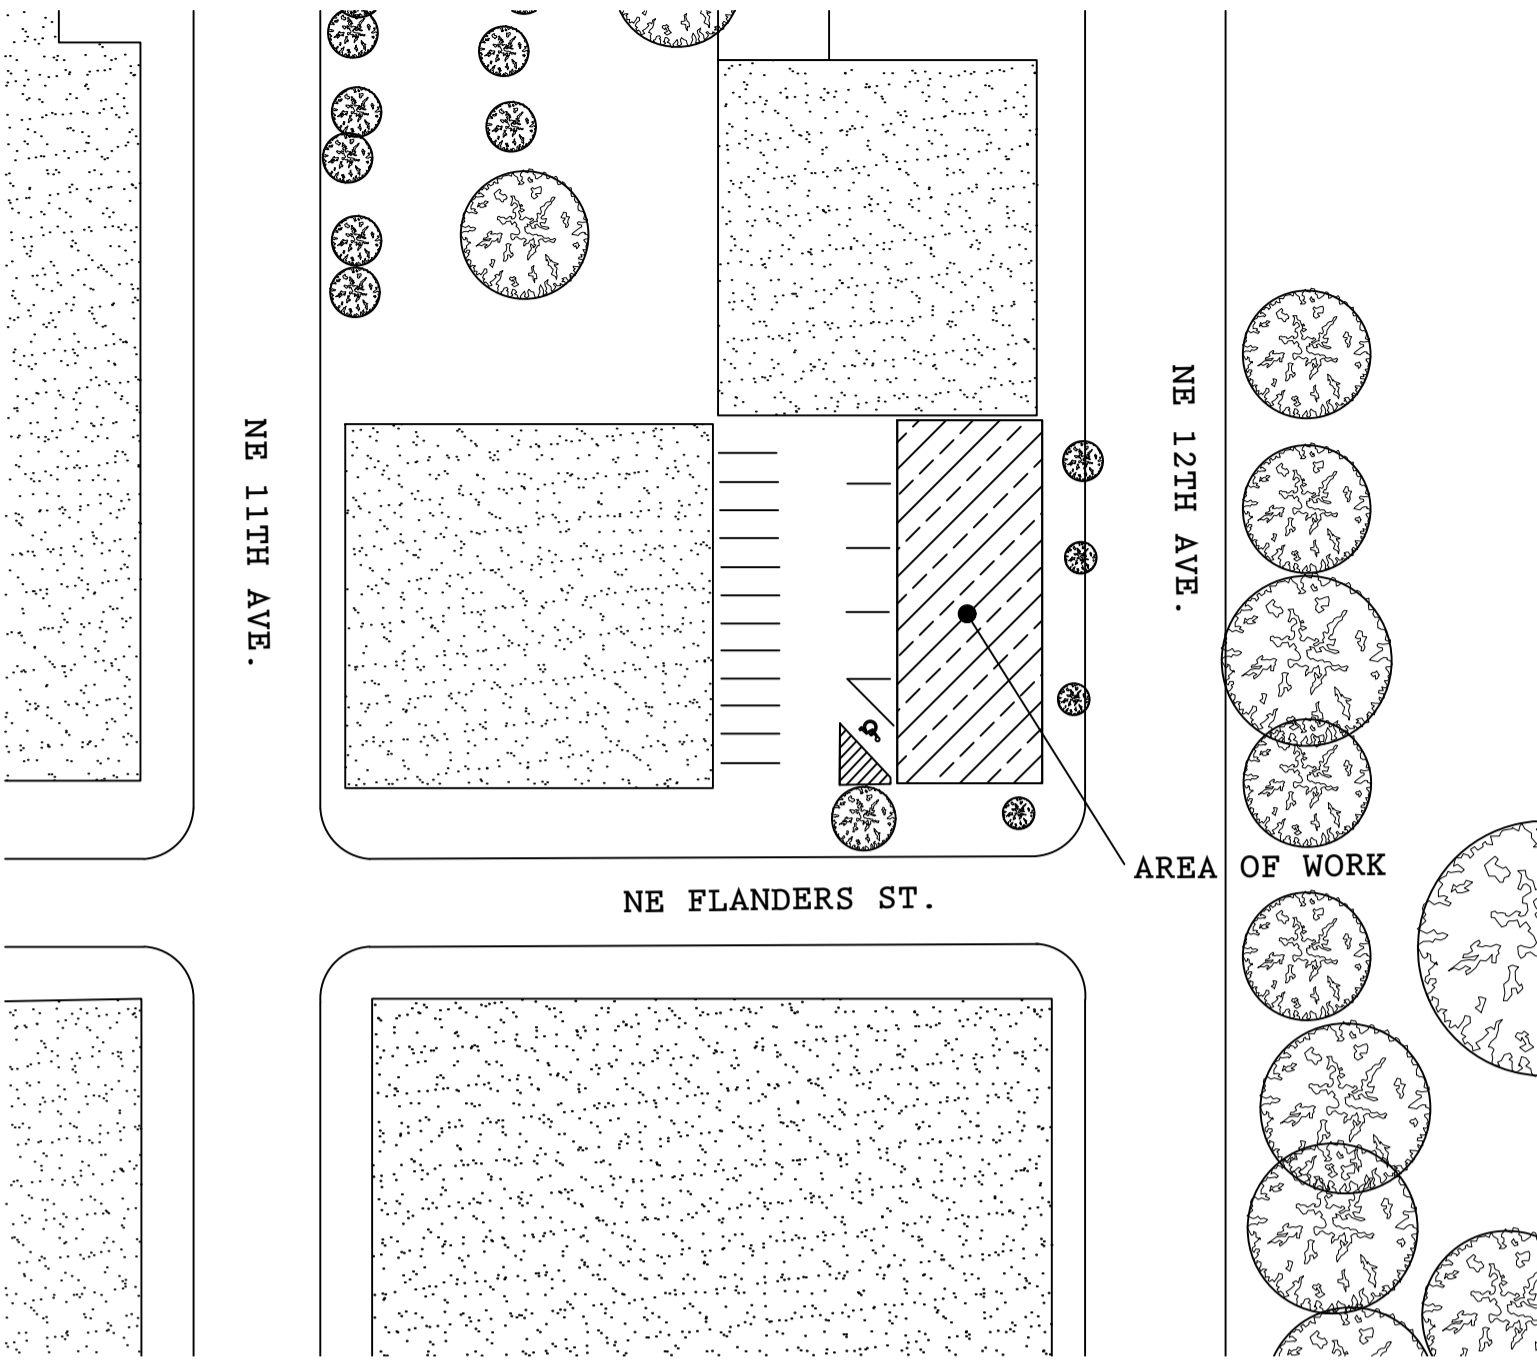 NE 11TH AVE.
NE 12TH AVE.
AREA OF WORK
NE FLANDERS ST.